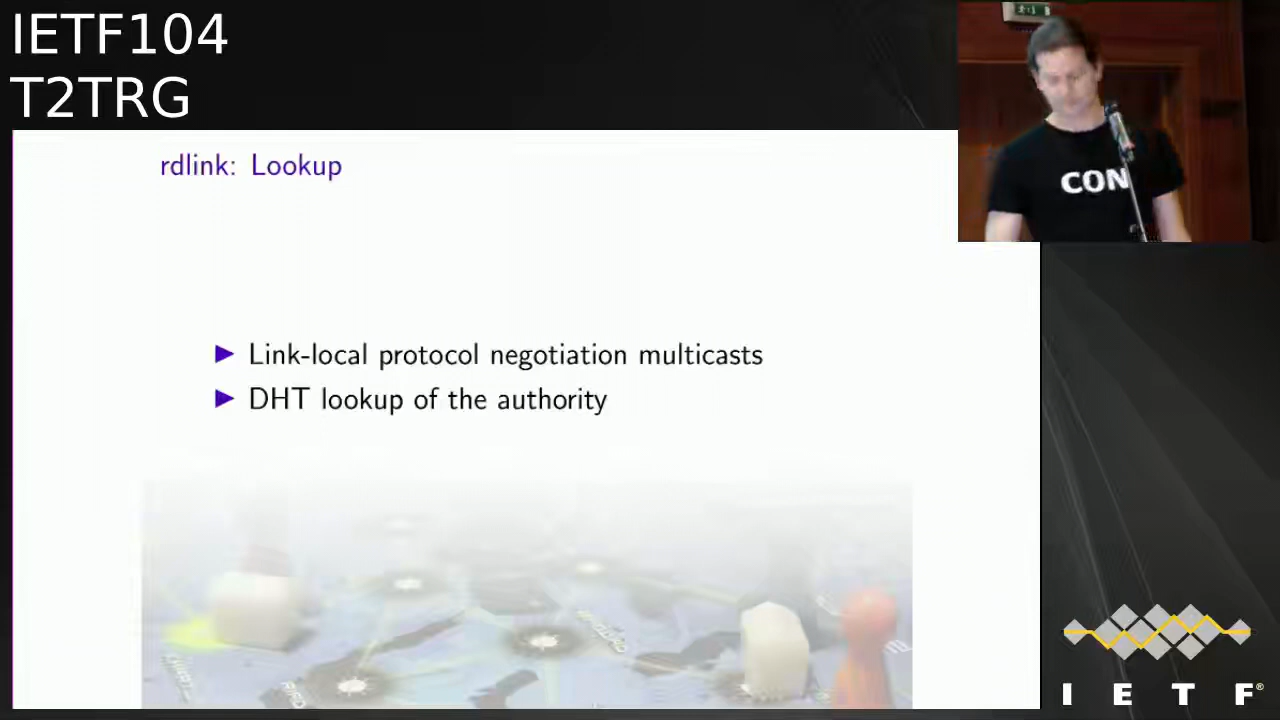 IETF104
T2TRG
rdlink: Lookup
CON
▶ Link-local protocol negotiation multicasts
▶ DHT lookup of the authority
I E T F®